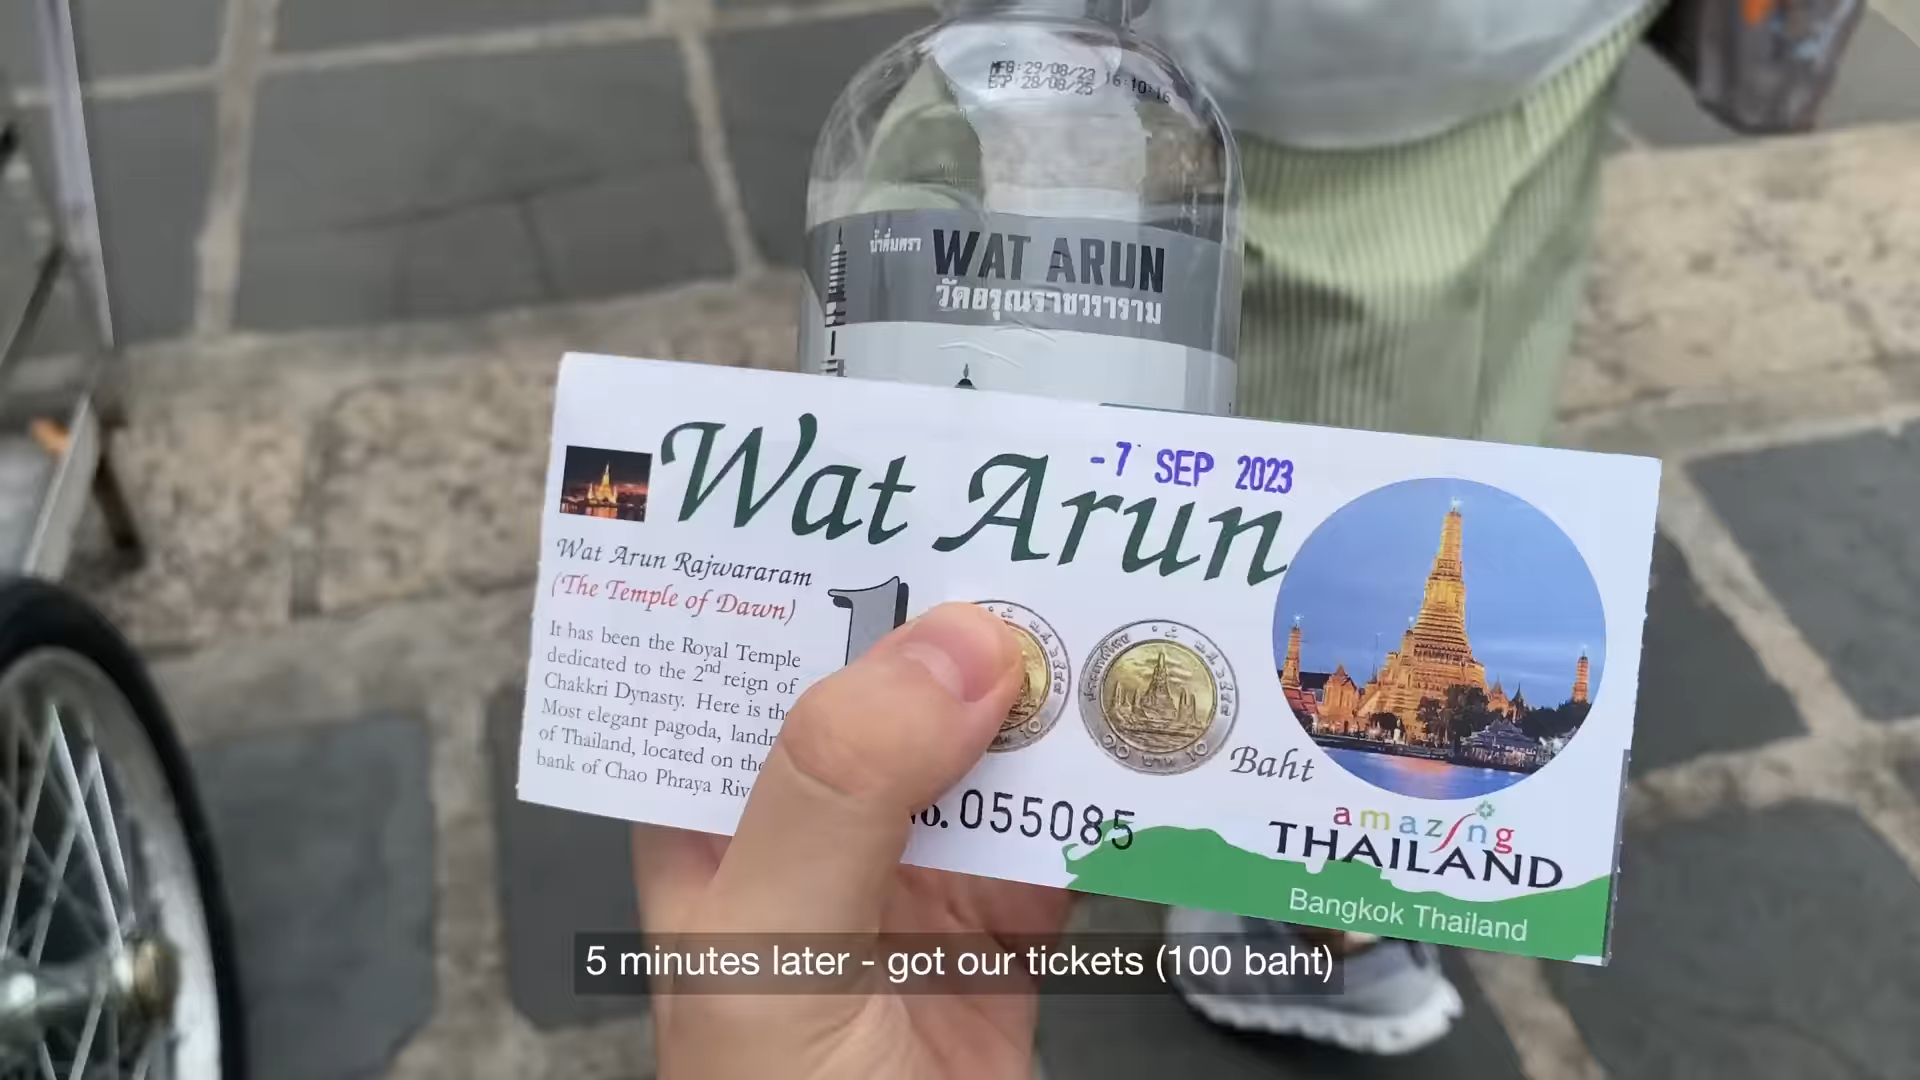 MFG:29/08/23 16:10:16
EXP:28/08/25
น้ำดื่มตรา
WAT ARUN
วัดอรุณราชวราราม
Wat Arun
-7 SEP 2023
Wat Arun Rajwararam
(The Temple of Dawn)
It has been the Royal Temple
dedicated to the 2nd reign of
Chakkri Dynasty. Here is the
Most elegant pagoda,
of Thailand, located on the
bank of Chao Phraya
1
Baht
No. 055085
amazing
THAILAND
Bangkok Thailand
5 minutes later - got our tickets (100 baht)